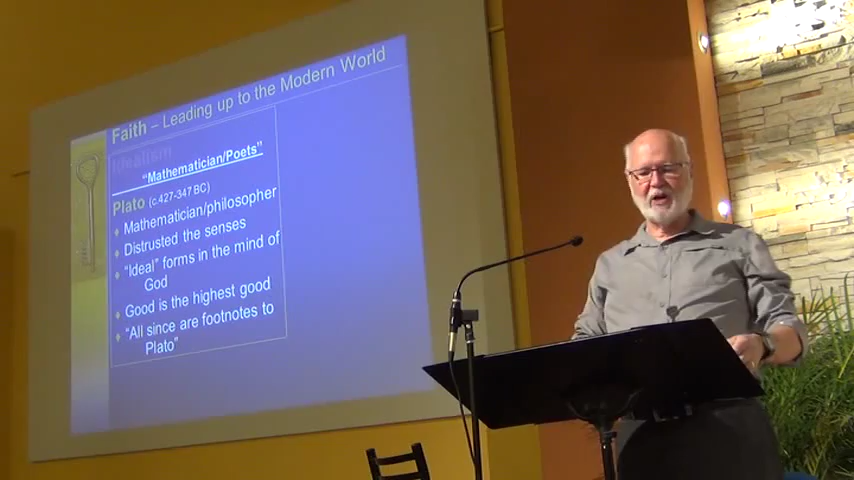 Faith – Leading up to the Modern World
Idealism
"Mathematician/Poets"
Plato (c.427-347 BC)
Mathematician/philosopher
Distrusted the senses
"Ideal" forms in the mind of
God
Good is the highest good
"All since are footnotes to
Plato"